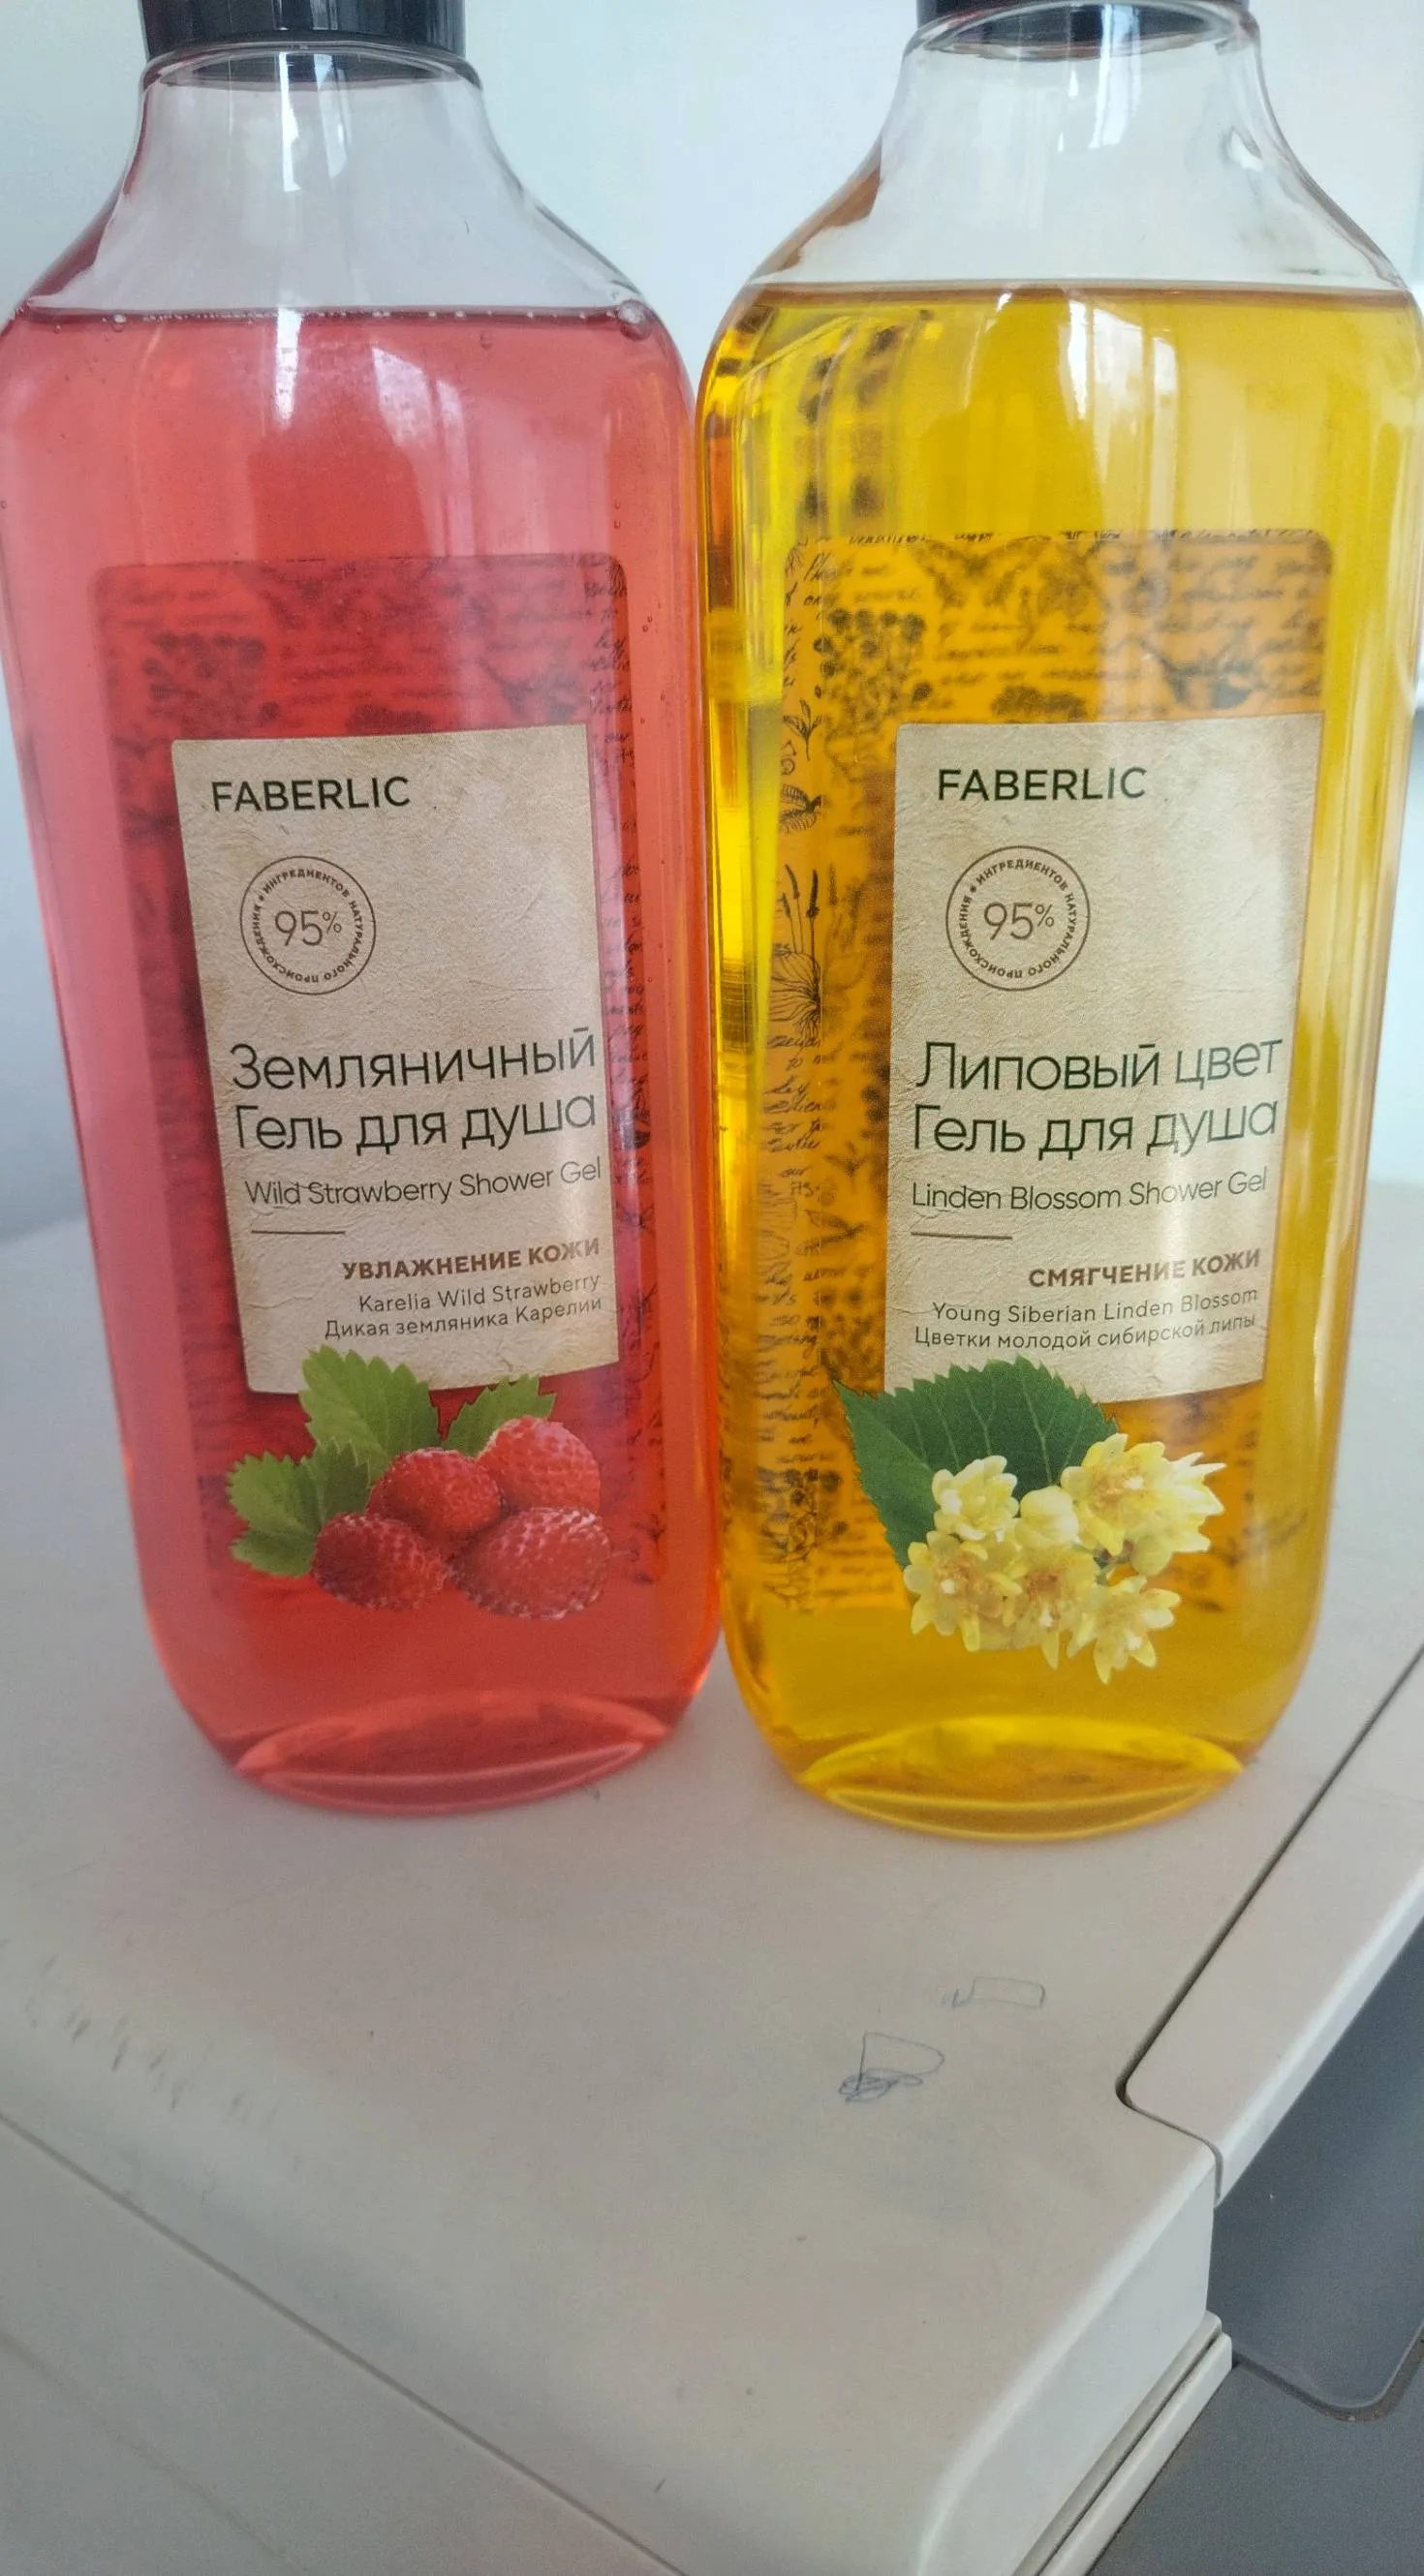 FABERLIC
95%
ИНГРЕДИЕНТОВ НАТУРАЛЬНОГО ПРОИСХОЖДЕНИЯ
Земляничный
Гель для душа
Wild Strawberry Shower Gel
УВЛАЖНЕНИЕ КОЖИ
Karelia Wild Strawberry
Дикая земляника Карелии
FABERLIC
95%
ИНГРЕДИЕНТОВ НАТУРАЛЬНОГО ПРОИСХОЖДЕНИЯ
Липовый цвет
Гель для душа
Linden Blossom Shower Gel
СМЯГЧЕНИЕ КОЖИ
Young Siberian Linden Blossom
Цветки молодой сибирской липы